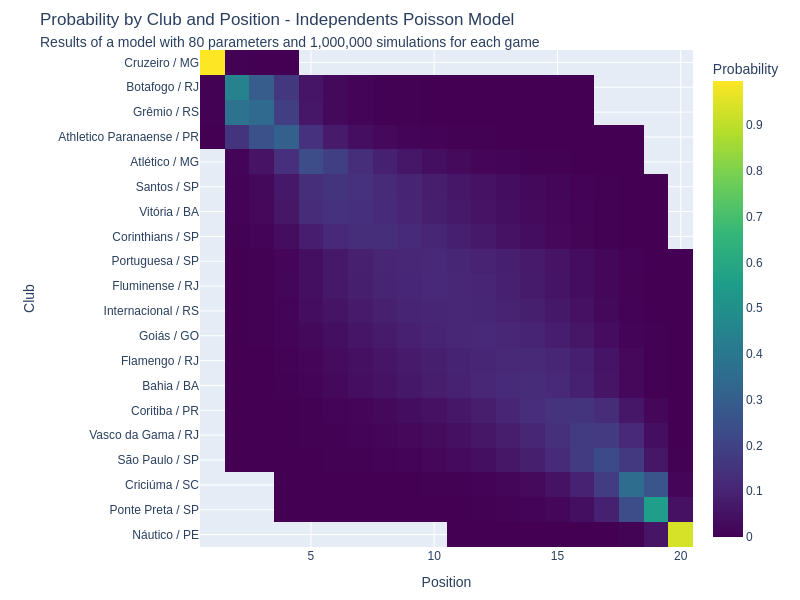 Probability by Club and Position - Independents Poisson Model
Results of a model with 80 parameters and 1,000,000 simulations for each game
Probability
Cruzeiro / MG
Botafogo / RJ
Grêmio / RS
Athletico Paranaense / PR
Atlético / MG
Santos / SP
Vitória / BA
Corinthians / SP
Portuguesa / SP
Fluminense / RJ
Internacional / RS
Goiás / GO
Flamengo / RJ
Bahia / BA
Coritiba / PR
Vasco da Gama / RJ
São Paulo / SP
Criciúma / SC
Ponte Preta / SP
Náutico / PE
Club
5
10
15
20
Position
0.9
0.8
0.7
0.6
0.5
0.4
0.3
0.2
0.1
0